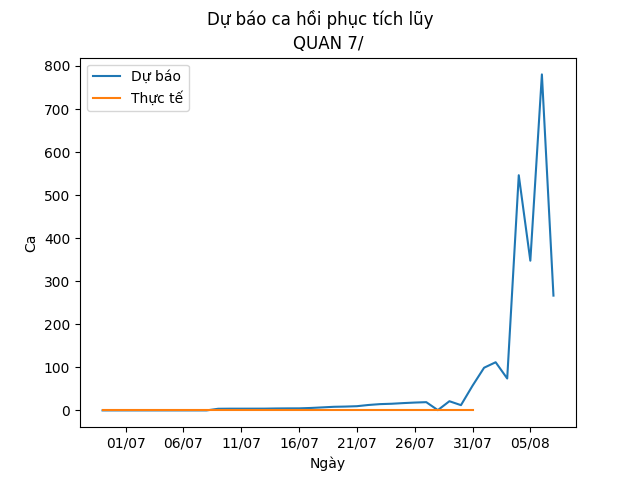 Dự báo ca hồi phục tích lũy
QUAN 7/
Dự báo
Thực tế
800
700
600
500
400
300
200
100
0
Ca
01/07 06/07 11/07 16/07 21/07 26/07 31/07 05/08
Ngày